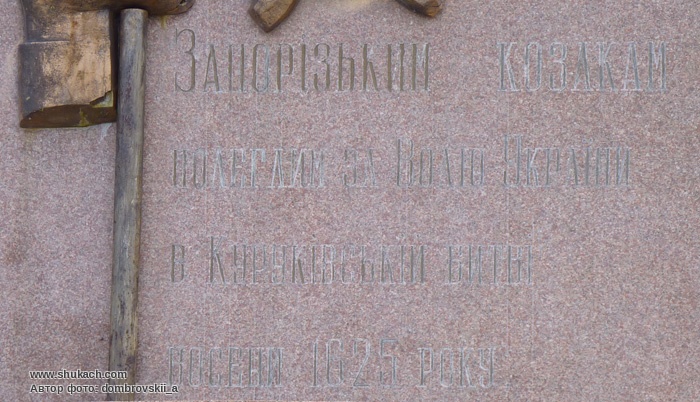 Запорізьким козакам
полеглим за Волю України
в Куруківській битві
восени 1625 року
www.shukach.com
Автор фото: dombrovskii_a